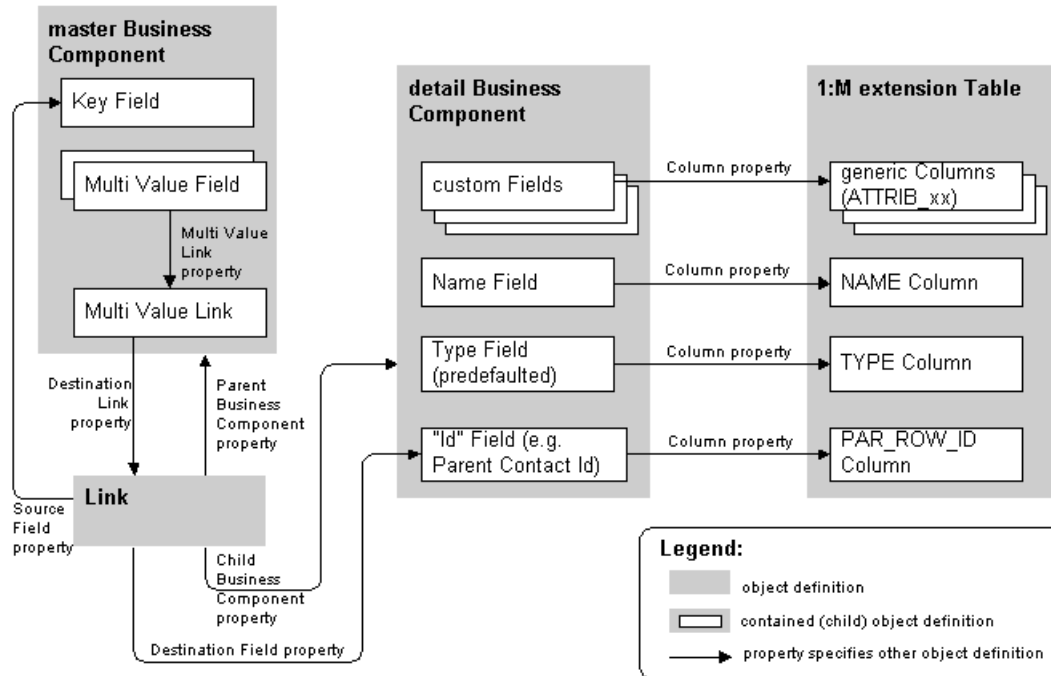 master Business
Component
Key Field
Multi Value Field
Multi Value
Link
property
Multi Value Link
Destination
Link
property
Parent
Business
Component
property
Link
Source
Field
property
Child
Business
Component
property
Destination Field property
detail Business
Component
custom Fields
Name Field
Type Field
(predefaulted)
"Id" Field (e.g.
Parent Contact Id)
Column property
Column property
Column property
Column property
1:M extension Table
generic Columns
(ATTRIB_xx)
NAME Column
TYPE Column
PAR_ROW_ID
Column
Legend:
object definition
contained (child) object definition
property specifies other object definition